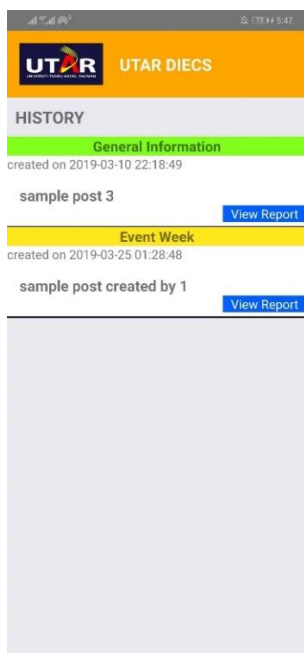 5:47
UTAR
UNIVERSITI TUNKU ABDUL RAHMAN
UTAR DIECS
HISTORY
General Information
created on 2019-03-10 22:18:49
sample post 3
View Report
Event Week
created on 2019-03-25 01:28:48
sample post created by 1
View Report